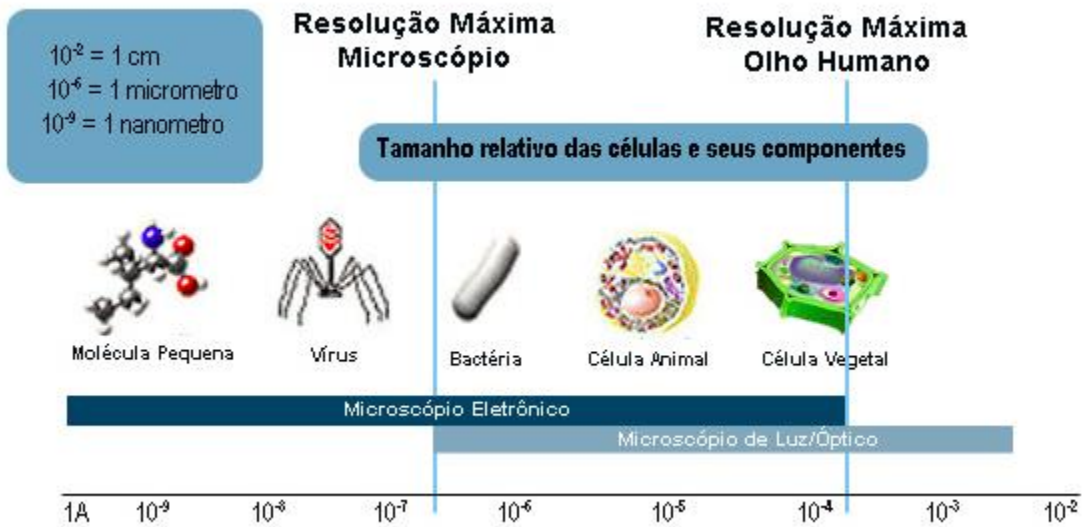 10⁻² = 1 cm
10⁻⁶ = 1 micrometro
10⁻⁹ = 1 nanometro
Resolução Máxima
Microscópio
Resolução Máxima
Olho Humano
Tamanho relativo das células e seus componentes
S
Molécula Pequena
Vírus
Bactéria
Célula Animal
Célula Vegetal
Microscópio Eletrônico
Microscópio de Luz/Óptico
1A 10⁻⁹ 10⁻⁸ 10⁻⁷ 10⁻⁶ 10⁻⁵ 10⁻⁴ 10⁻³ 10⁻²